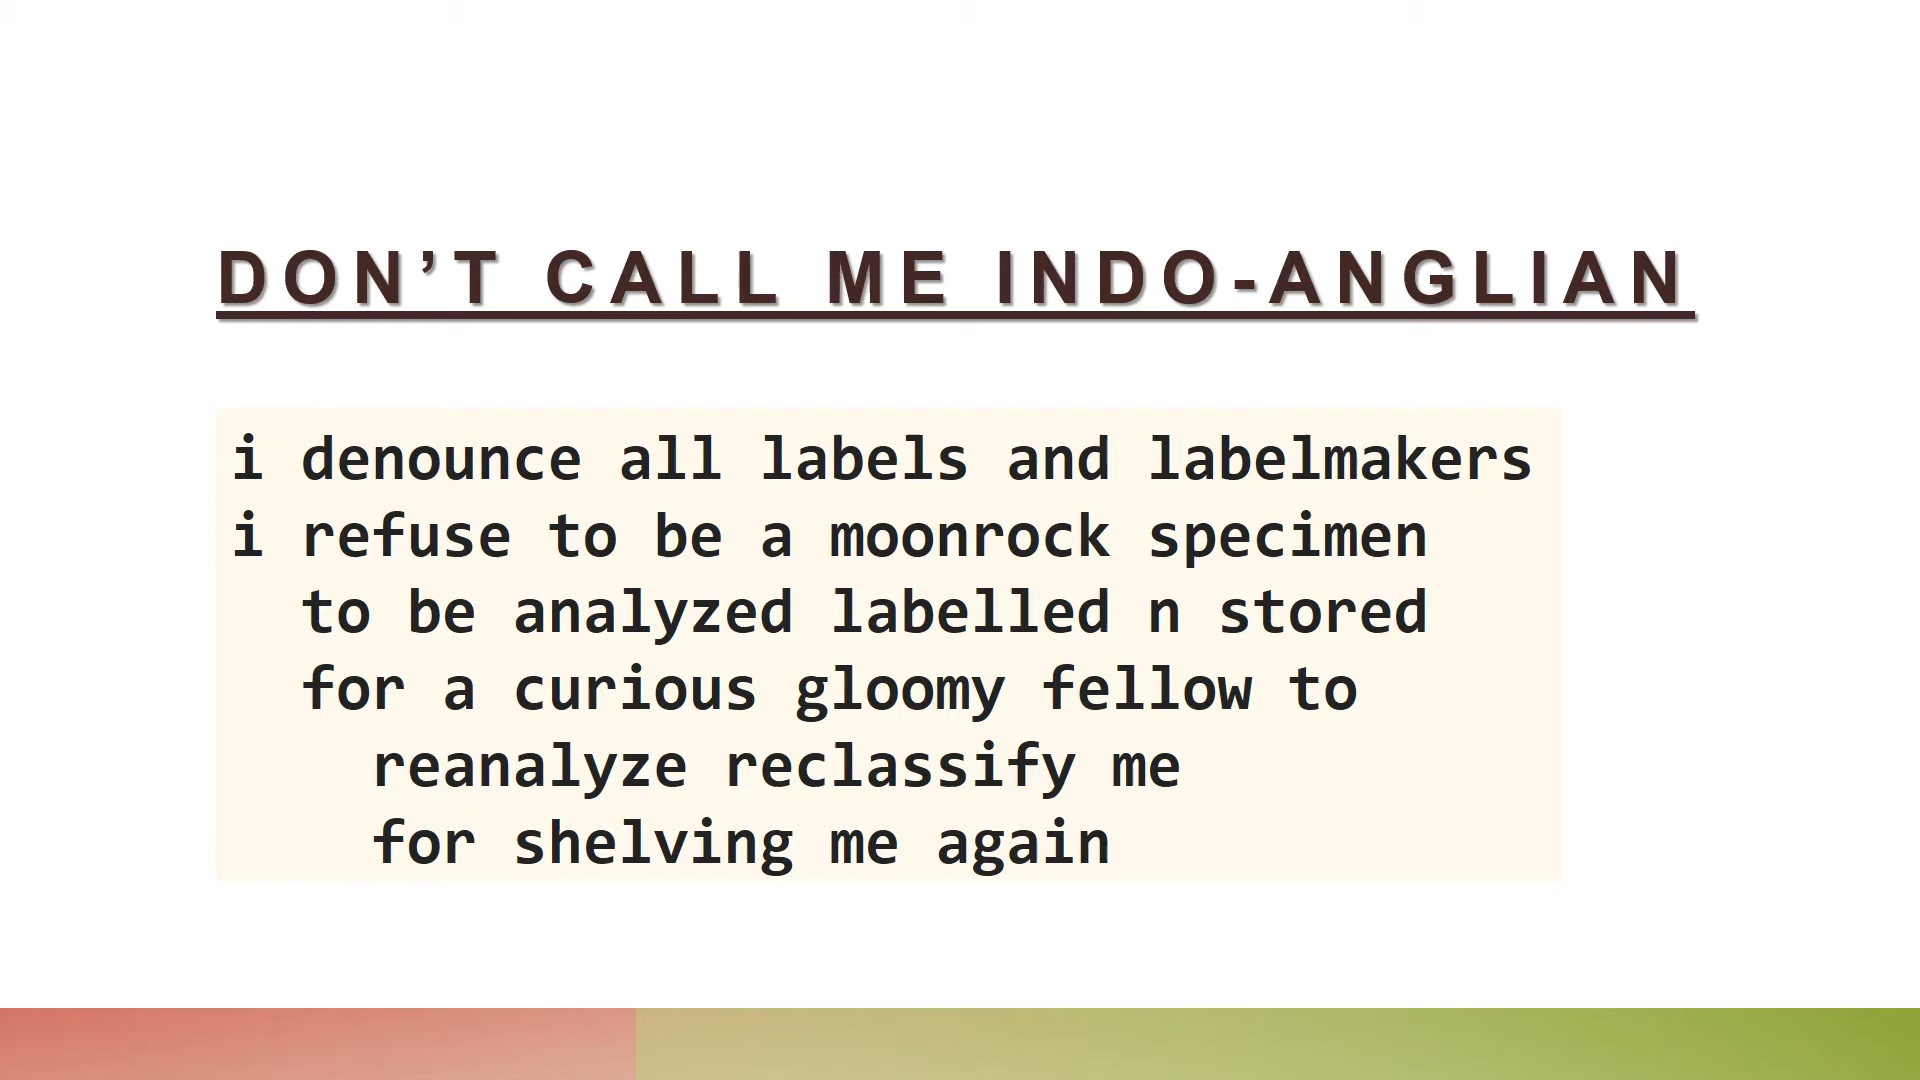 DON’T CALL ME INDO-ANGLIAN
i denounce all labels and labelmakers
i refuse to be a moonrock specimen
to be analyzed labelled n stored
for a curious gloomy fellow to
reanalyze reclassify me
for shelving me again